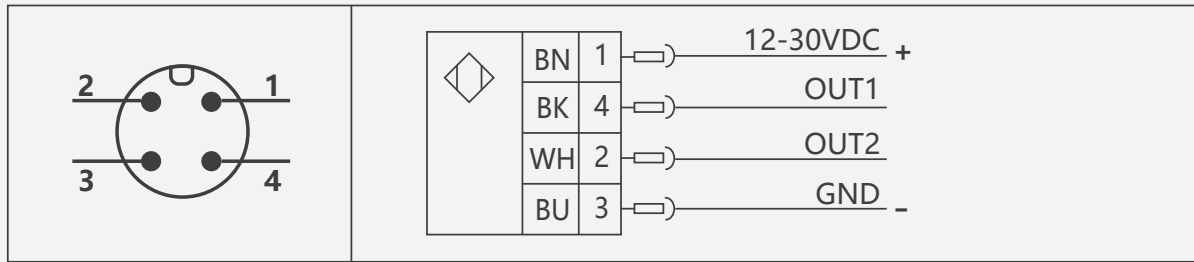 2 1
3 4
BN 1 12-30VDC +
BK 4 OUT1
WH 2 OUT2
BU 3 GND -